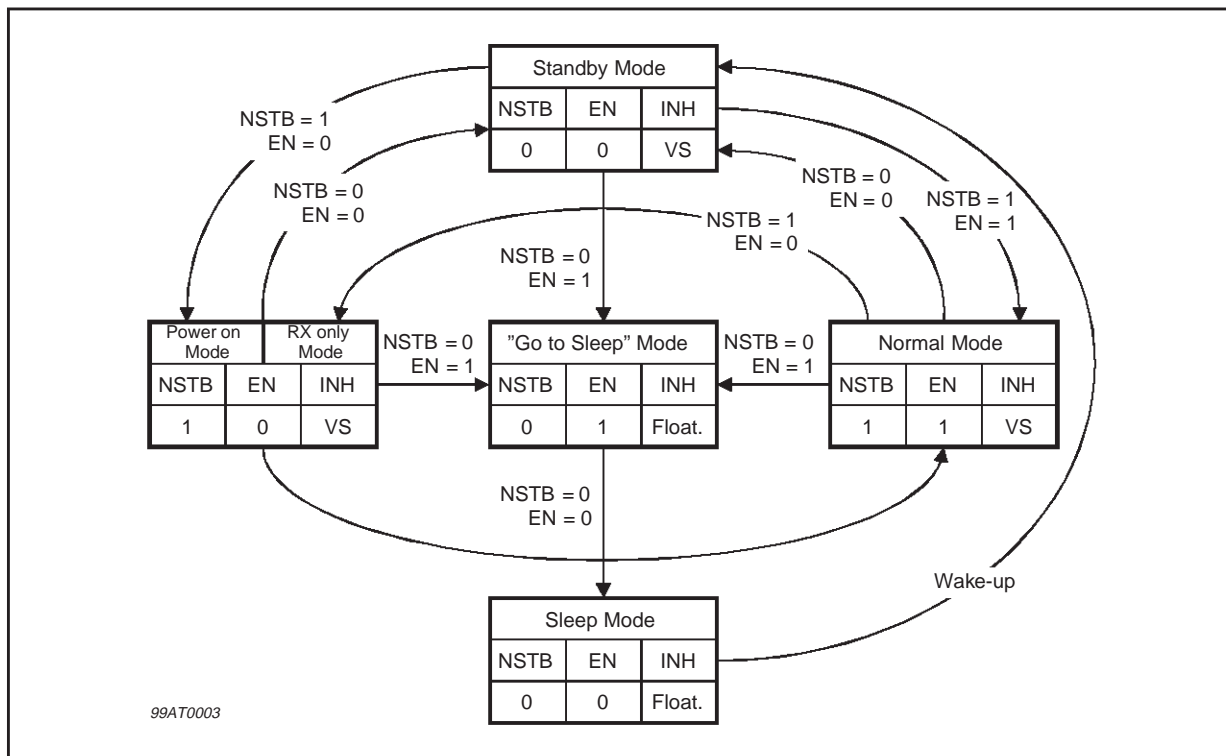 Standby Mode
NSTB EN INH
0 0 VS
NSTB = 1
EN = 0
NSTB = 0
EN = 0
NSTB = 0
EN = 1
NSTB = 1
EN = 0
NSTB = 0
EN = 0
NSTB = 1
EN = 1
Power on
Mode
RX only
Mode
NSTB EN INH
1 0 VS
NSTB = 0
EN = 1
"Go to Sleep" Mode
NSTB EN INH
0 1 Float.
NSTB = 0
EN = 1
Normal Mode
NSTB EN INH
1 1 VS
NSTB = 0
EN = 0
Wake-up
Sleep Mode
NSTB EN INH
0 0 Float.
99AT0003